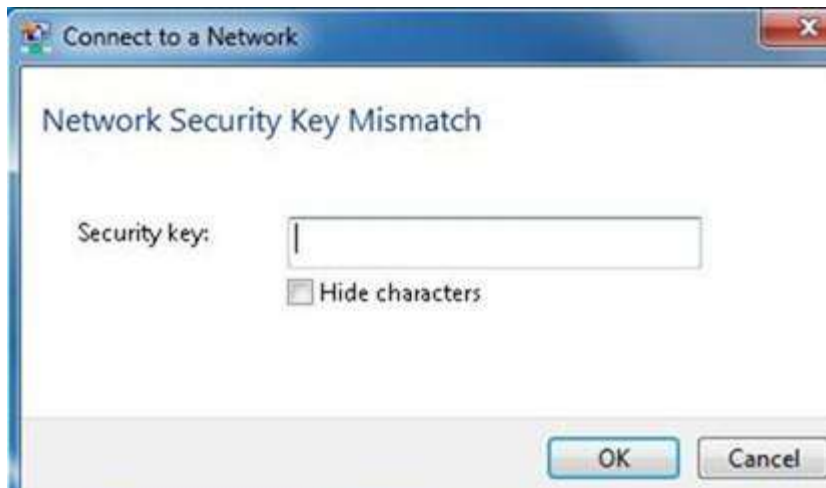 Connect to a Network
Network Security Key Mismatch
Security key:
Hide characters
OK Cancel